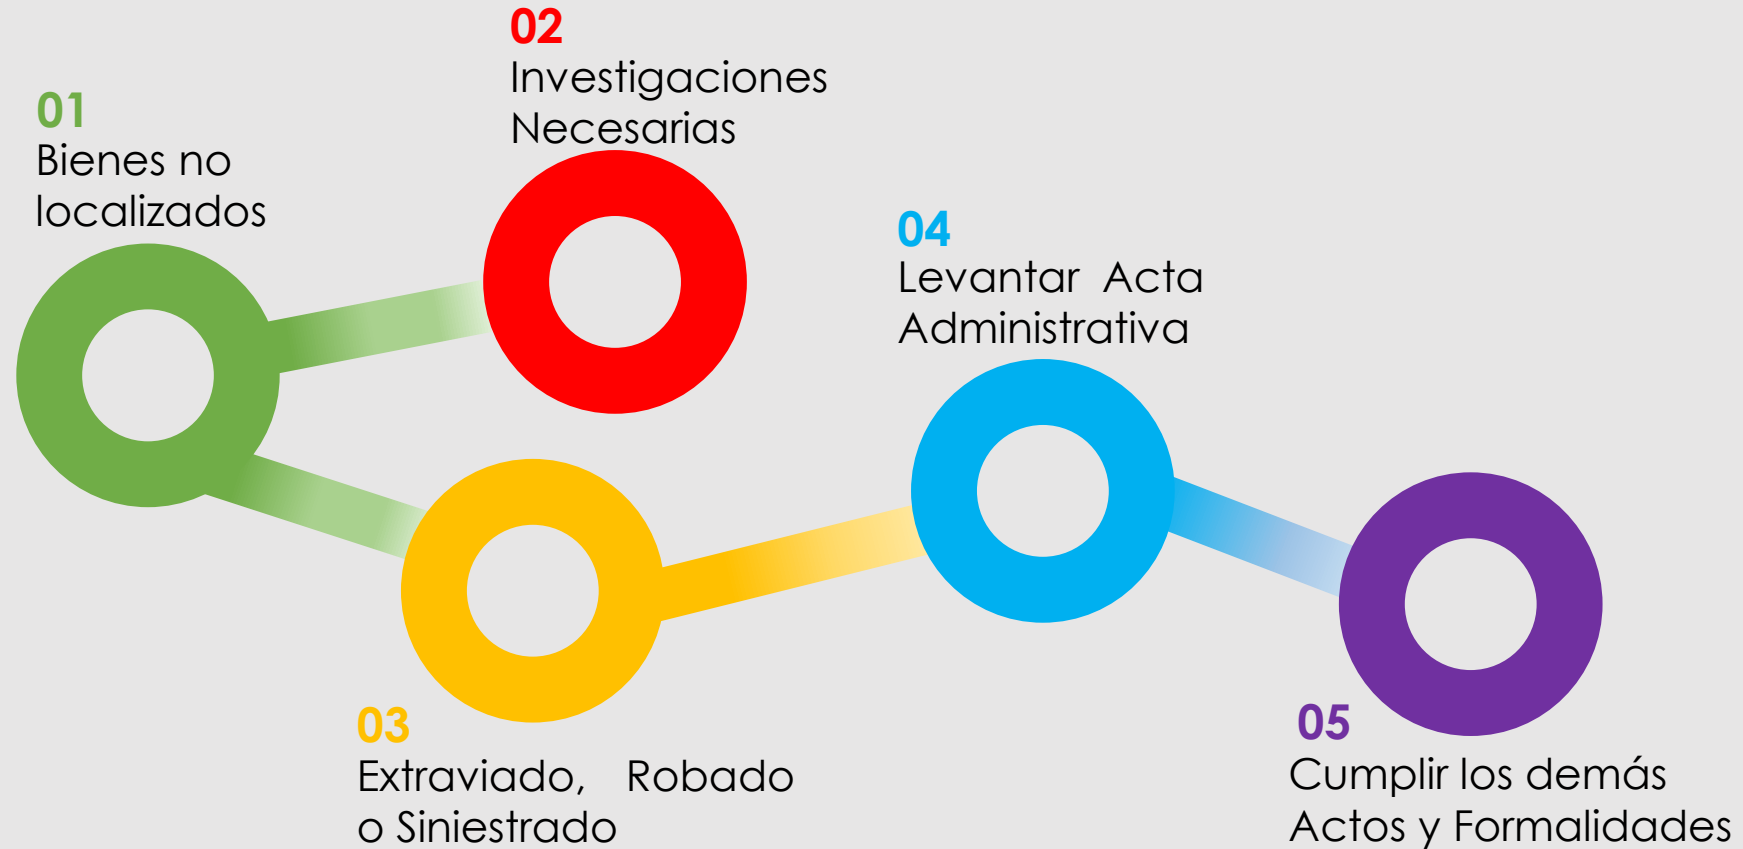 01
Bienes no
localizados
02
Investigaciones
Necesarias
03
Extraviado, Robado
o Siniestrado
04
Levantar Acta
Administrativa
05
Cumplir los demás
Actos y Formalidades